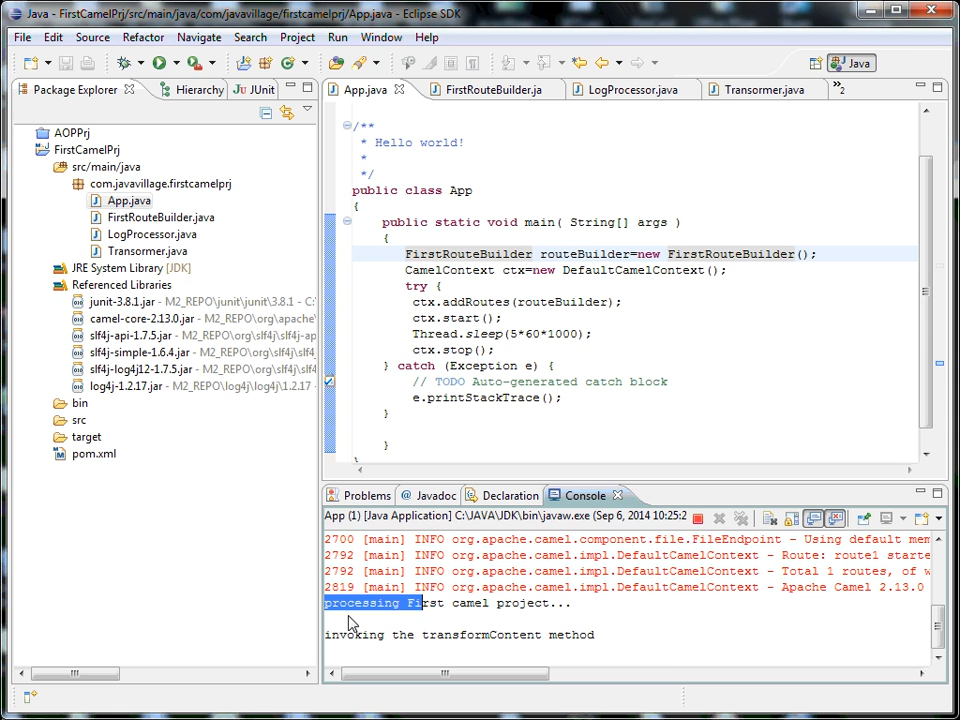 Java - FirstCamelPrj/src/main/java/com/javavillage/firstcamelprj/App.java - Eclipse SDK
File Edit Source Refactor Navigate Search Project Run Window Help
Java
Package Explorer Hierarchy JUnit
App.java FirstRouteBuilder.ja LogProcessor.java Transormer.java »2
AOPPrj
FirstCamelPrj
src/main/java
com.javavillage.firstcamelprj
App.java
FirstRouteBuilder.java
LogProcessor.java
Transormer.java
JRE System Library [JDK]
Referenced Libraries
junit-3.8.1.jar - M2_REPO\junit\junit\3.8.1 - C:
camel-core-2.13.0.jar - M2_REPO\org\apache\
slf4j-api-1.7.5.jar - M2_REPO\org\slf4j\slf4j-ap
slf4j-simple-1.6.4.jar - M2_REPO\org\slf4j\slf4
slf4j-log4j12-1.7.5.jar - M2_REPO\org\slf4j\slf
log4j-1.2.17.jar - M2_REPO\log4j\log4j\1.2.17
bin
src
target
pom.xml
/**
* Hello world!
*
*/
public class App
{
public static void main( String[] args )
{
FirstRouteBuilder routeBuilder=new FirstRouteBuilder();
CamelContext ctx=new DefaultCamelContext();
try {
ctx.addRoutes(routeBuilder);
ctx.start();
Thread.sleep(5*60*1000);
ctx.stop();
} catch (Exception e) {
// TODO Auto-generated catch block
e.printStackTrace();
}
}
Problems @ Javadoc Declaration Console
App (1) [Java Application] C:\JAVA\JDK\bin\javaw.exe (Sep 6, 2014 10:25:2
2700 [main] INFO org.apache.camel.component.file.FileEndpoint - Using default mem
2792 [main] INFO org.apache.camel.impl.DefaultCamelContext - Route: route1 starte
2792 [main] INFO org.apache.camel.impl.DefaultCamelContext - Total 1 routes, of w
2819 [main] INFO org.apache.camel.impl.DefaultCamelContext - Apache Camel 2.13.0
processing First camel project...
invoking the transformContent method